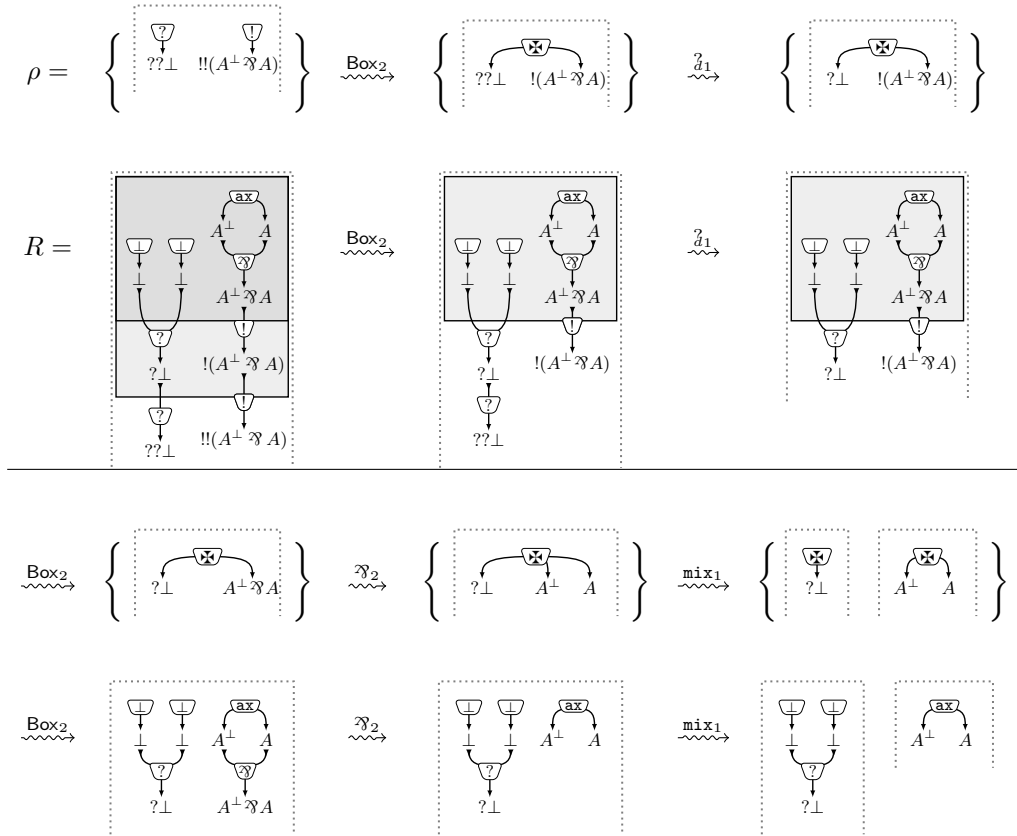 ? !
ρ = { ??⊥ !!(A⊥ ⅋ A) } Box₂ { ✠ ??⊥ !(A⊥ ⅋ A) } ?d₁ { ✠ ?⊥ !(A⊥ ⅋ A) }
ax ax ax
R = A⊥ A Box₂ A⊥ A ?d₁ A⊥ A
⊥ ⊥ ⊥ ⊥ ⊥ ⊥
⅋ ⅋ ⅋
⊥ ⊥ ⊥ ⊥ ⊥ ⊥
A⊥ ⅋ A A⊥ ⅋ A A⊥ ⅋ A
? ! ? ! ? !
?⊥ !(A⊥ ⅋ A) ?⊥ !(A⊥ ⅋ A) ?⊥ !(A⊥ ⅋ A)
? ! ?
??⊥ !!(A⊥ ⅋ A) ??⊥
✠ ✠ ✠ ✠
Box₂ { ?⊥ A⊥ ⅋ A } ⅋₂ { ?⊥ A⊥ A } mix₁ { ?⊥ A⊥ A }
⊥ ⊥ ax ⊥ ⊥ ax ⊥ ⊥ ax
Box₂ ⊥ ⊥ A⊥ A ⅋₂ ⊥ ⊥ A⊥ A mix₁ ⊥ ⊥ A⊥ A
? ⅋ ? ?
?⊥ A⊥ ⅋ A ?⊥ ?⊥